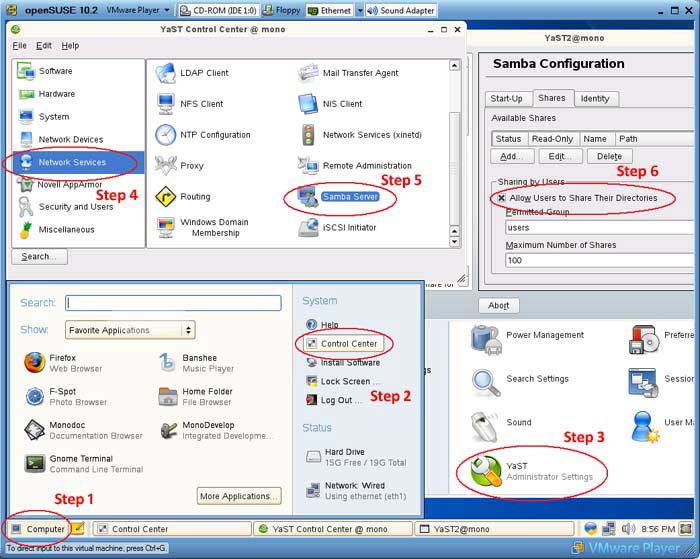 openSUSE 10.2 VMware Player CD-ROM (IDE 1:0) Floppy Ethernet Sound Adapter
YaST Control Center @ mono
File Edit Help
Software
Hardware
System
Network Devices
Network Services
Novell AppArmor
Security and Users
Miscellaneous
Step 4
Search...
LDAP Client
Mail Transfer Agent
NFS Client
NIS Client
NTP Configuration
Network Services (xinetd)
Proxy
Remote Administration
Step 5
Routing
Samba Server
Windows Domain
Membership
iSCSI Initiator
YaST2@mono
Samba Configuration
Start-Up Shares Identity
Available Shares
Status Read-Only Name Path
Add... Edit... Delete
Step 6
Sharing by Users
Allow Users to Share Their Directories
Permitted Group
users
Maximum Number of Shares
100
Abort
Search:
Show: Favorite Applications
Firefox
Web Browser
Banshee
Music Player
F-Spot
Photo Browser
Home Folder
File Browser
Monodoc
Documentation Browser
MonoDevelop
Integrated Developme...
Gnome Terminal
Command Line Terminal
More Applications...
System
Help
Control Center
Install Software
Lock Screen ...
Log Out ...
Step 2
Status
Hard Drive
15G Free / 19G Total
Network: Wired
Using ethernet (eth1)
Power Management
Preferre
Search Settings
Session
Sound
User Ma
Step 3
YaST
Administrator Settings
Step 1
Computer Control Center YaST Control Center @ mono YaST2@mono 8:56 PM
To direct input to this virtual machine, press Ctrl+G.
VMware Player